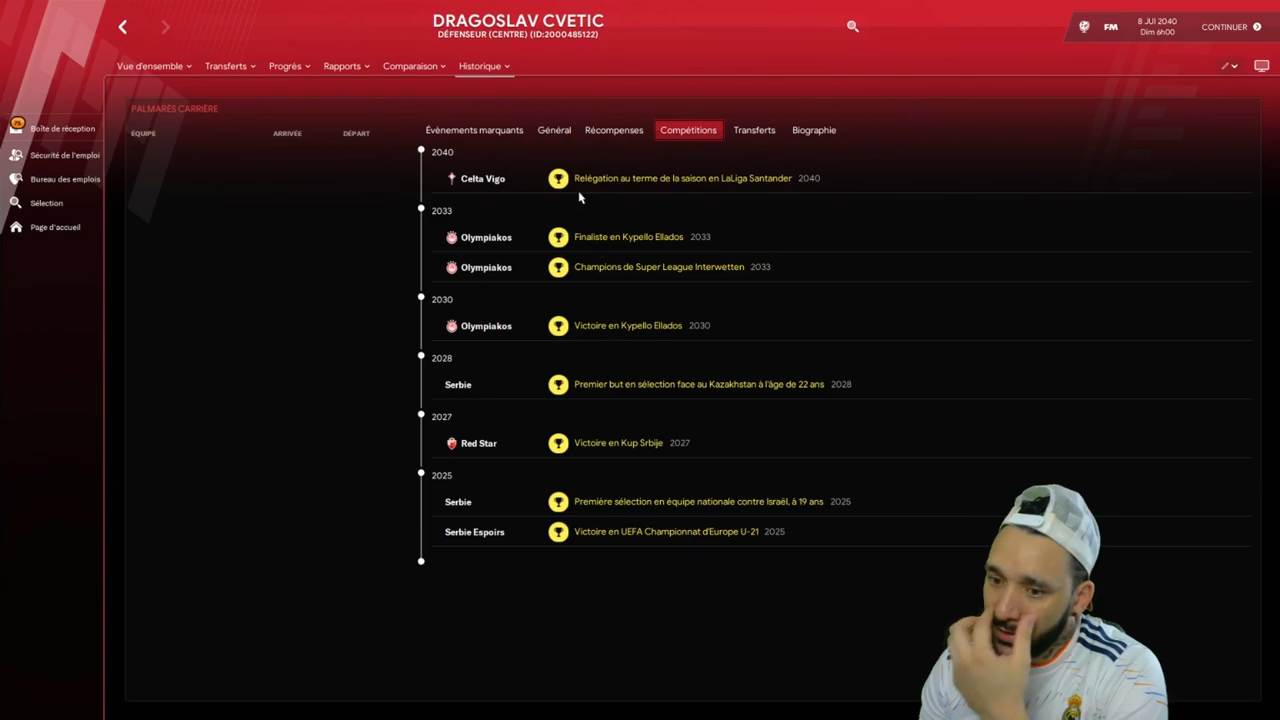 DRAGOSLAV CVETIC
DÉFENSEUR (CENTRE) (ID:2000485122)
FM
8 JUI 2040
Dim 6h00
CONTINUER
Vue d'ensemble
Transferts
Progrès
Rapports
Comparaison
Historique
Boîte de réception
Sécurité de l'emploi
Bureau des emplois
Sélection
Page d'accueil
PALMARÈS CARRIÈRE
ÉQUIPE ARRIVÉE DÉPART
Évènements marquants Général Récompenses Compétitions Transferts Biographie
2040
Celta Vigo Relégation au terme de la saison en LaLiga Santander 2040
2033
Olympiakos Finaliste en Kypello Ellados 2033
Olympiakos Champions de Super League Interwetten 2033
2030
Olympiakos Victoire en Kypello Ellados 2030
2028
Serbie Premier but en sélection face au Kazakhstan à l'âge de 22 ans 2028
2027
Red Star Victoire en Kup Srbije 2027
2025
Serbie Première sélection en équipe nationale contre Israël, à 19 ans 2025
Serbie Espoirs Victoire en UEFA Championnat d'Europe U-21 2025